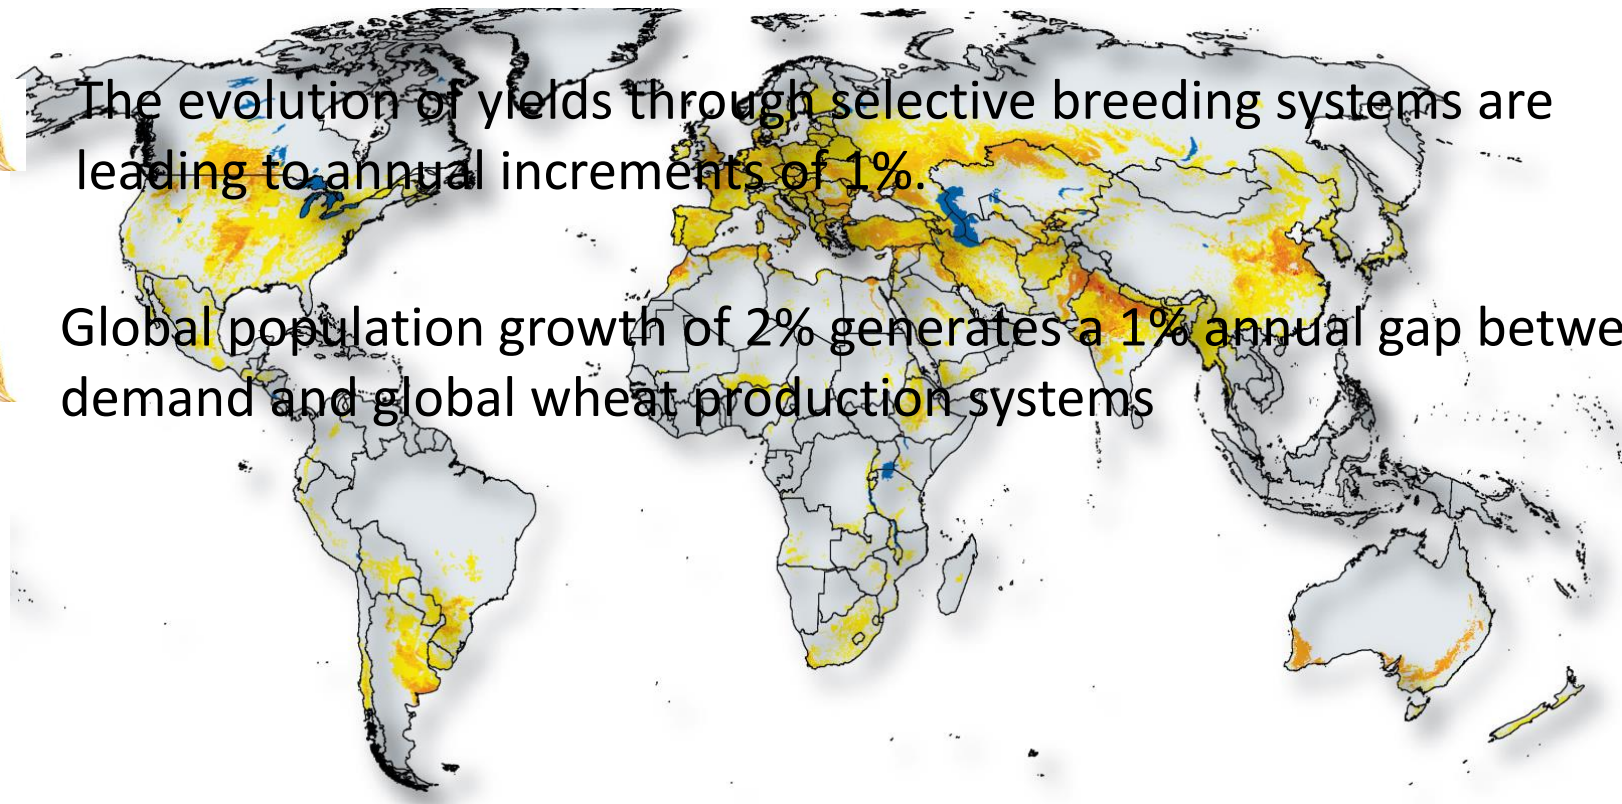 The evolution of yields through selective breeding systems are
leading to annual increments of 1%.
Global population growth of 2% generates a 1% annual gap betwe
demand and global wheat production systems